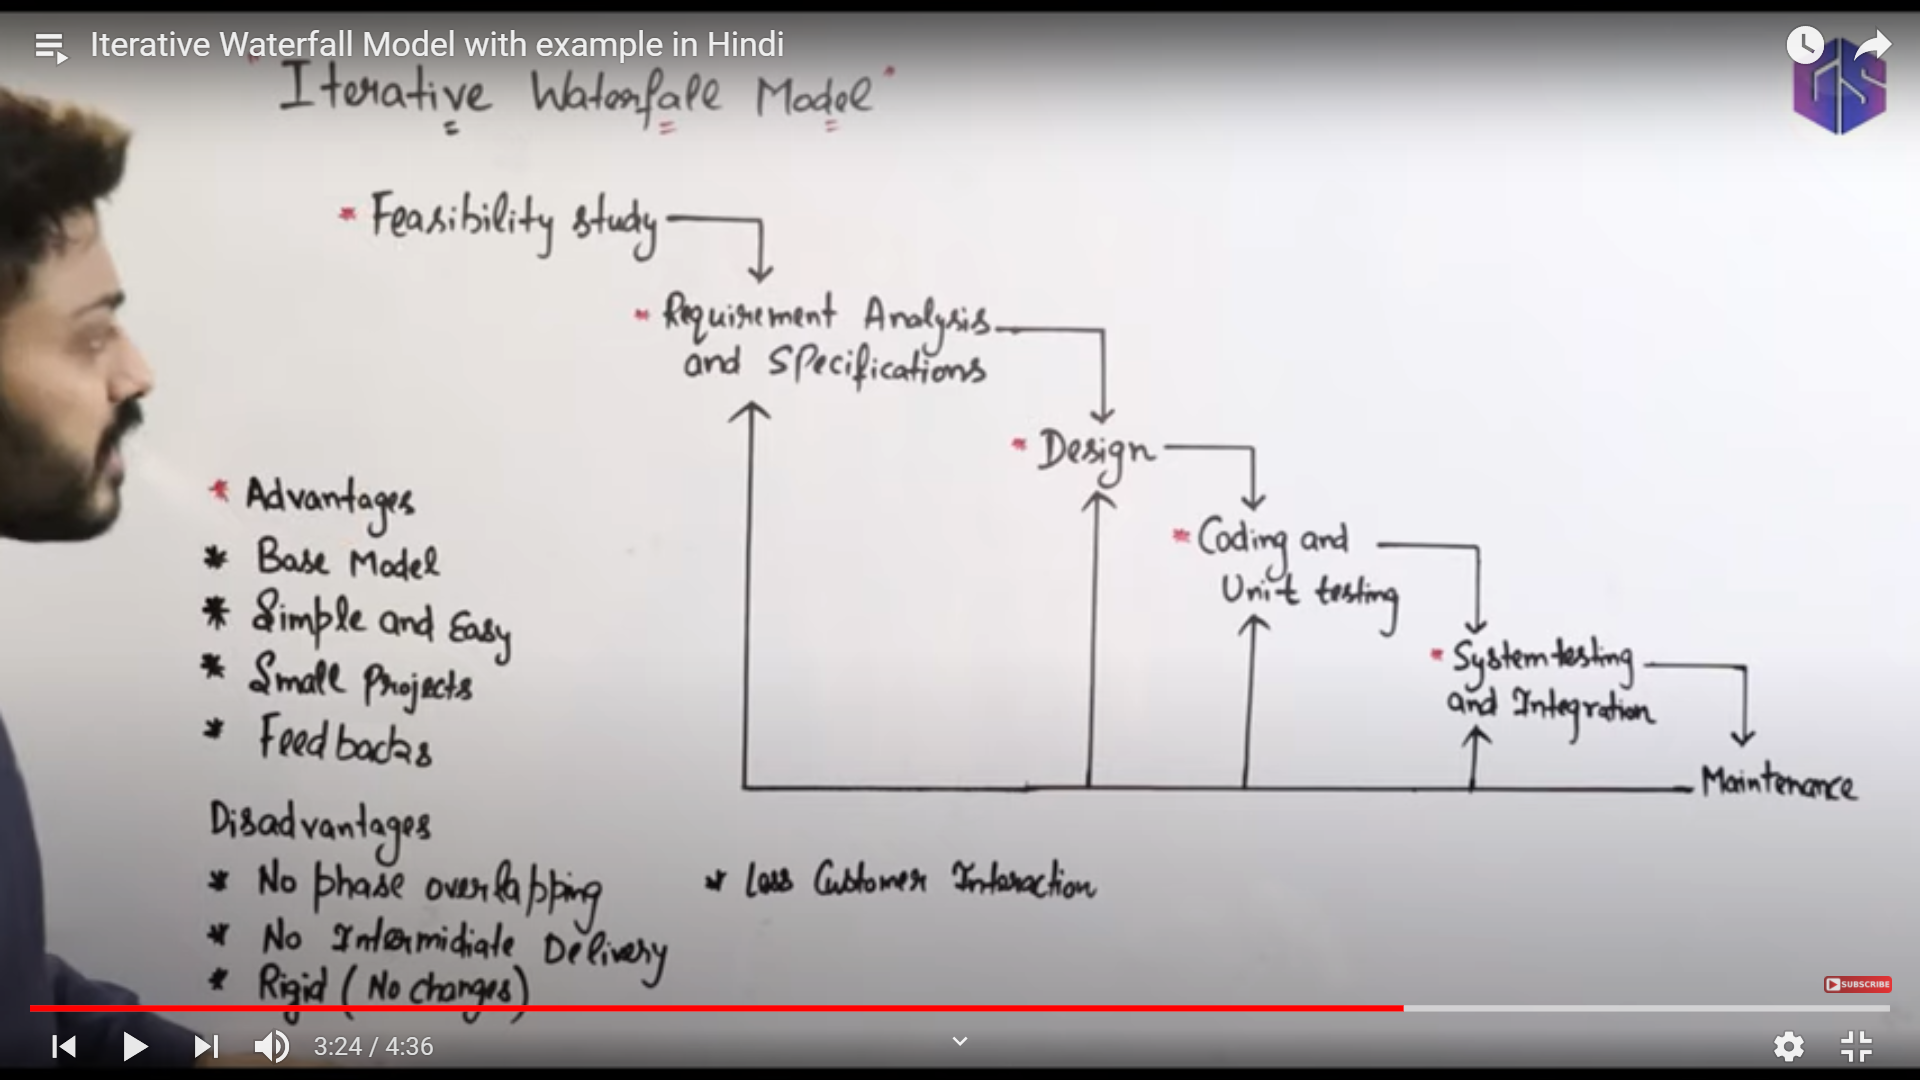 Iterative Waterfall Model with example in Hindi
GS
"Iterative Waterfall Model"
* Feasibility study
* Requirement Analysis
and Specifications
* Design
* Coding and
Unit testing
* System testing
and Integration
Maintenance
* Advantages
* Base Model
* Simple and Easy
* Small Projects
* Feedbacks
Disadvantages
* No phase overlapping
* No Intermidiate Delivery
* Rigid (No changes)
* Less Customer Interaction
SUBSCRIBE
3:24 / 4:36